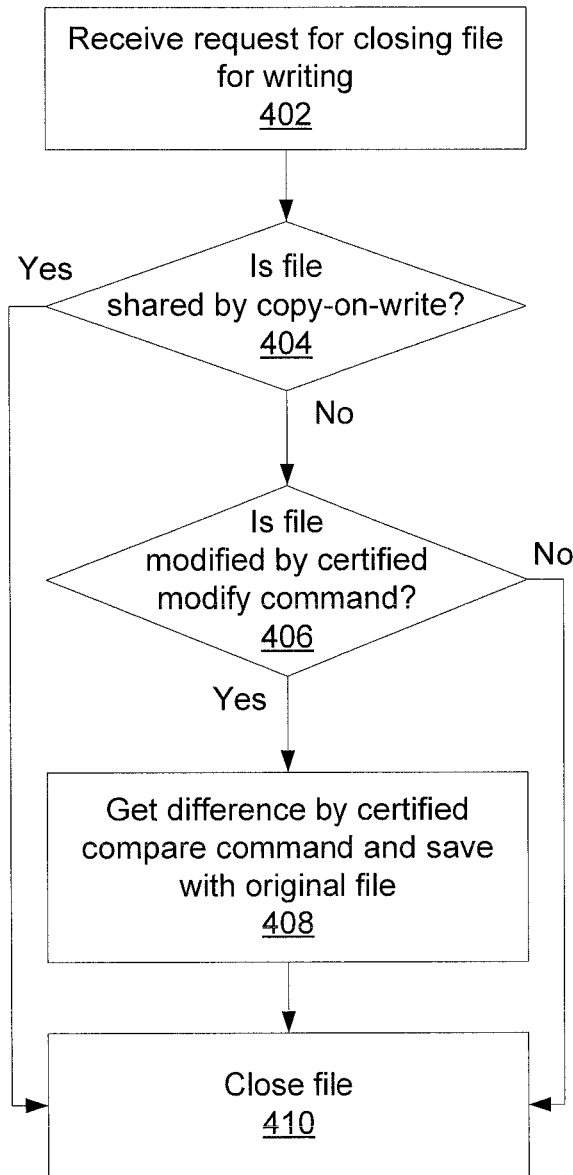 Receive request for closing file
for writing
402
Yes
Is file
shared by copy-on-write?
404
No
Is file
modified by certified
modify command?
406
No
Yes
Get difference by certified
compare command and save
with original file
408
Close file
410